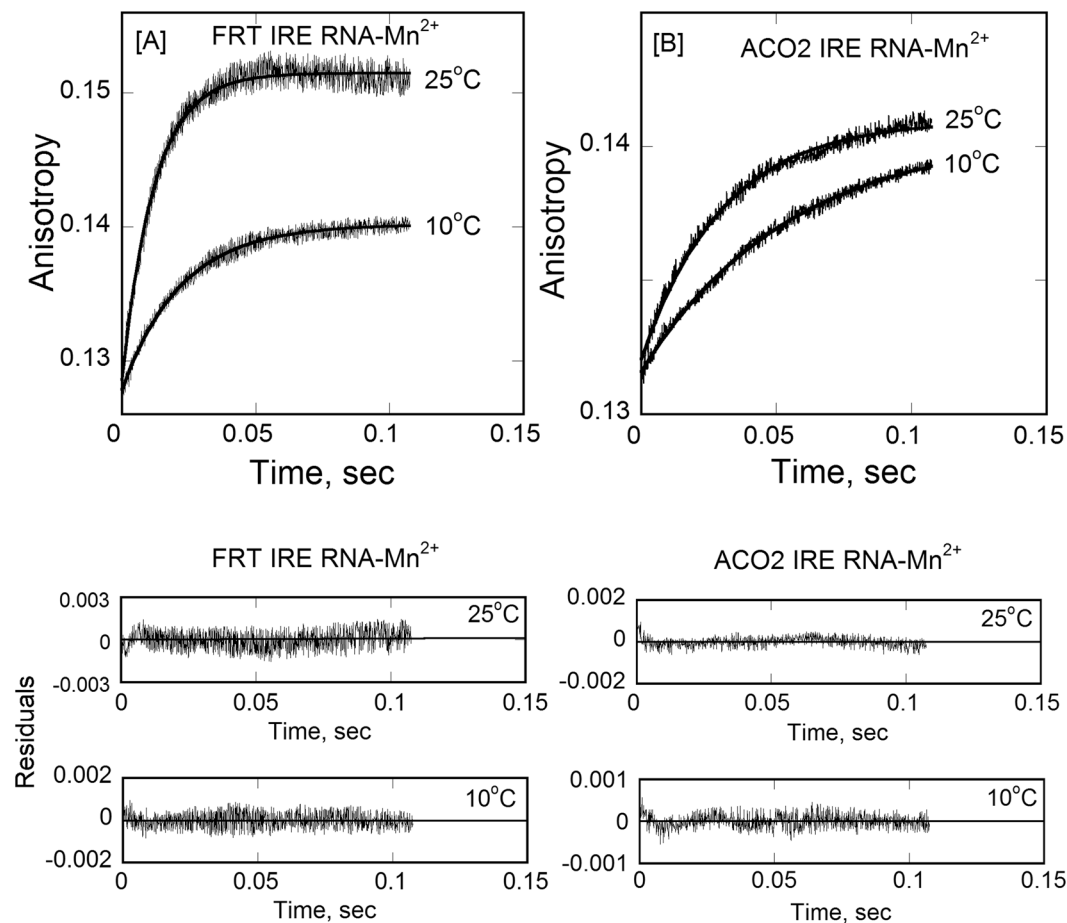 [A] FRT IRE RNA-Mn²⁺
25°C
10°C
0.15
0.14
0.13
Anisotropy
0 0.05 0.1 0.15
Time, sec
[B] ACO2 IRE RNA-Mn²⁺
25°C
10°C
0.14
0.13
Anisotropy
0 0.05 0.1 0.15
Time, sec
Residuals
FRT IRE RNA-Mn²⁺
0.003
0
-0.003
25°C
0 0.05 0.1 0.15
Time, sec
0.002
0
-0.002
10°C
0 0.05 0.1 0.15
Time, sec
ACO2 IRE RNA-Mn²⁺
0.002
0
-0.002
25°C
0 0.05 0.1 0.15
Time, sec
0.001
0
-0.001
10°C
0 0.05 0.1 0.15
Time, sec